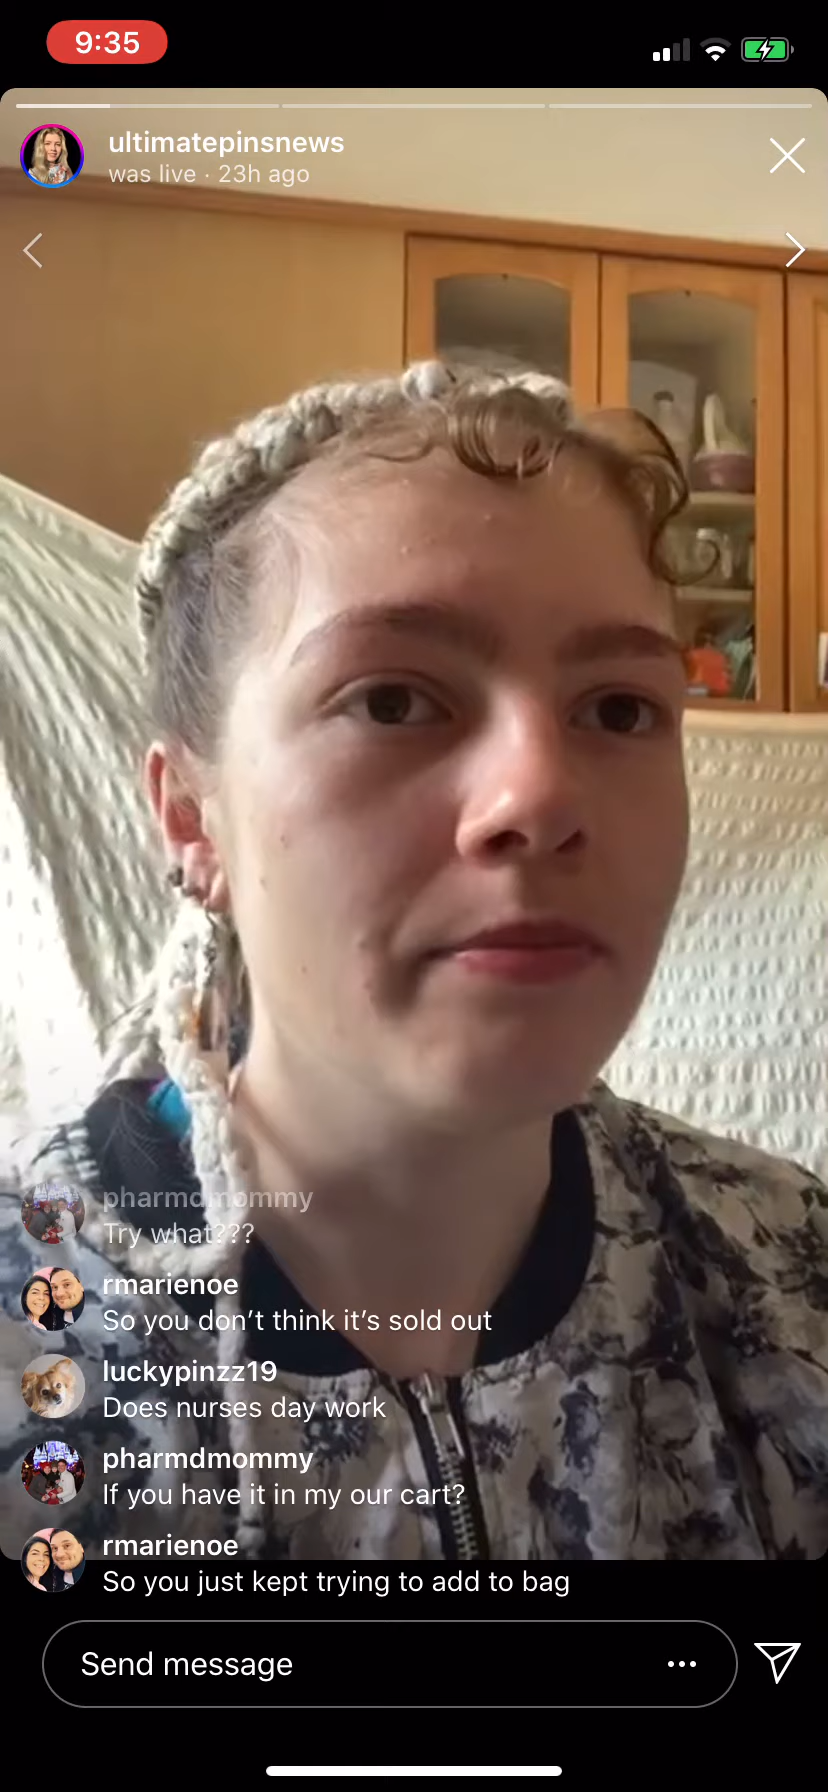 9:35
ultimatepinsnews
was live · 23h ago
pharmdmommy
Try what???
rmarienoe
So you don’t think it’s sold out
luckypinzz19
Does nurses day work
pharmdmommy
If you have it in my our cart?
rmarienoe
So you just kept trying to add to bag
Send message